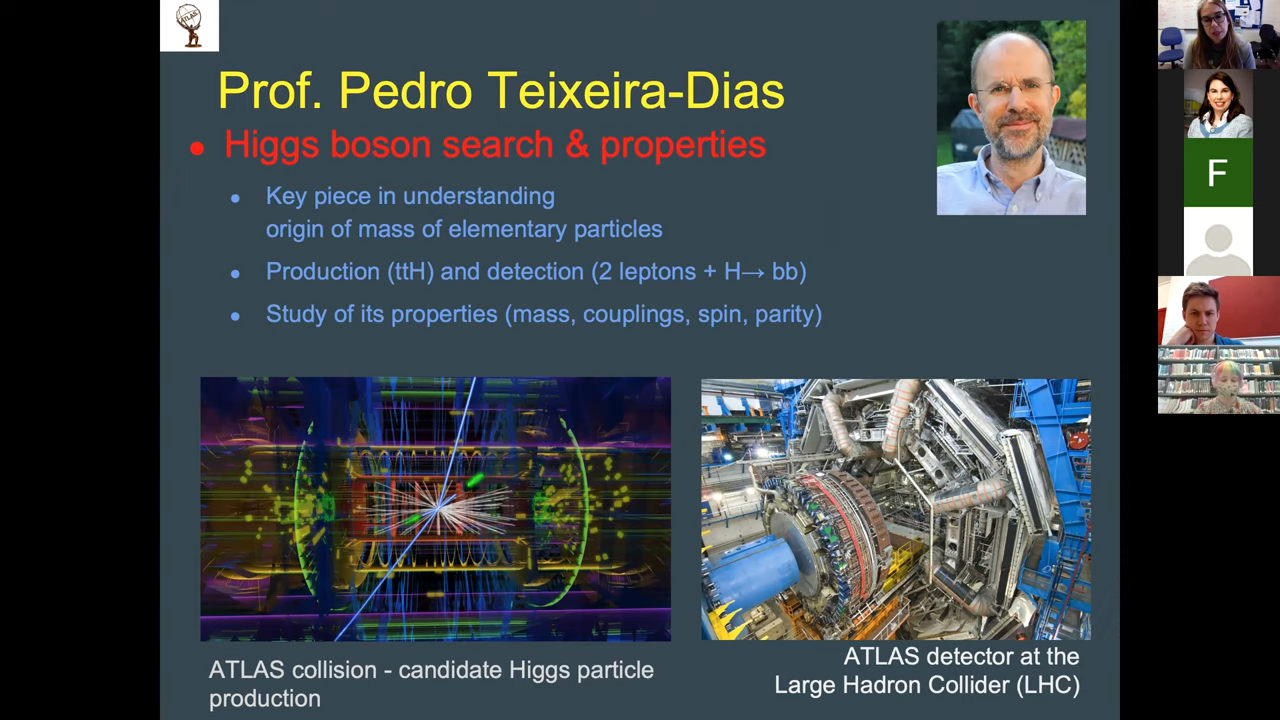 ATLAS
Prof. Pedro Teixeira-Dias
• Higgs boson search & properties
• Key piece in understanding
origin of mass of elementary particles
• Production (ttH) and detection (2 leptons + H→ bb)
• Study of its properties (mass, couplings, spin, parity)
ATLAS collision - candidate Higgs particle
production
ATLAS detector at the
Large Hadron Collider (LHC)
F